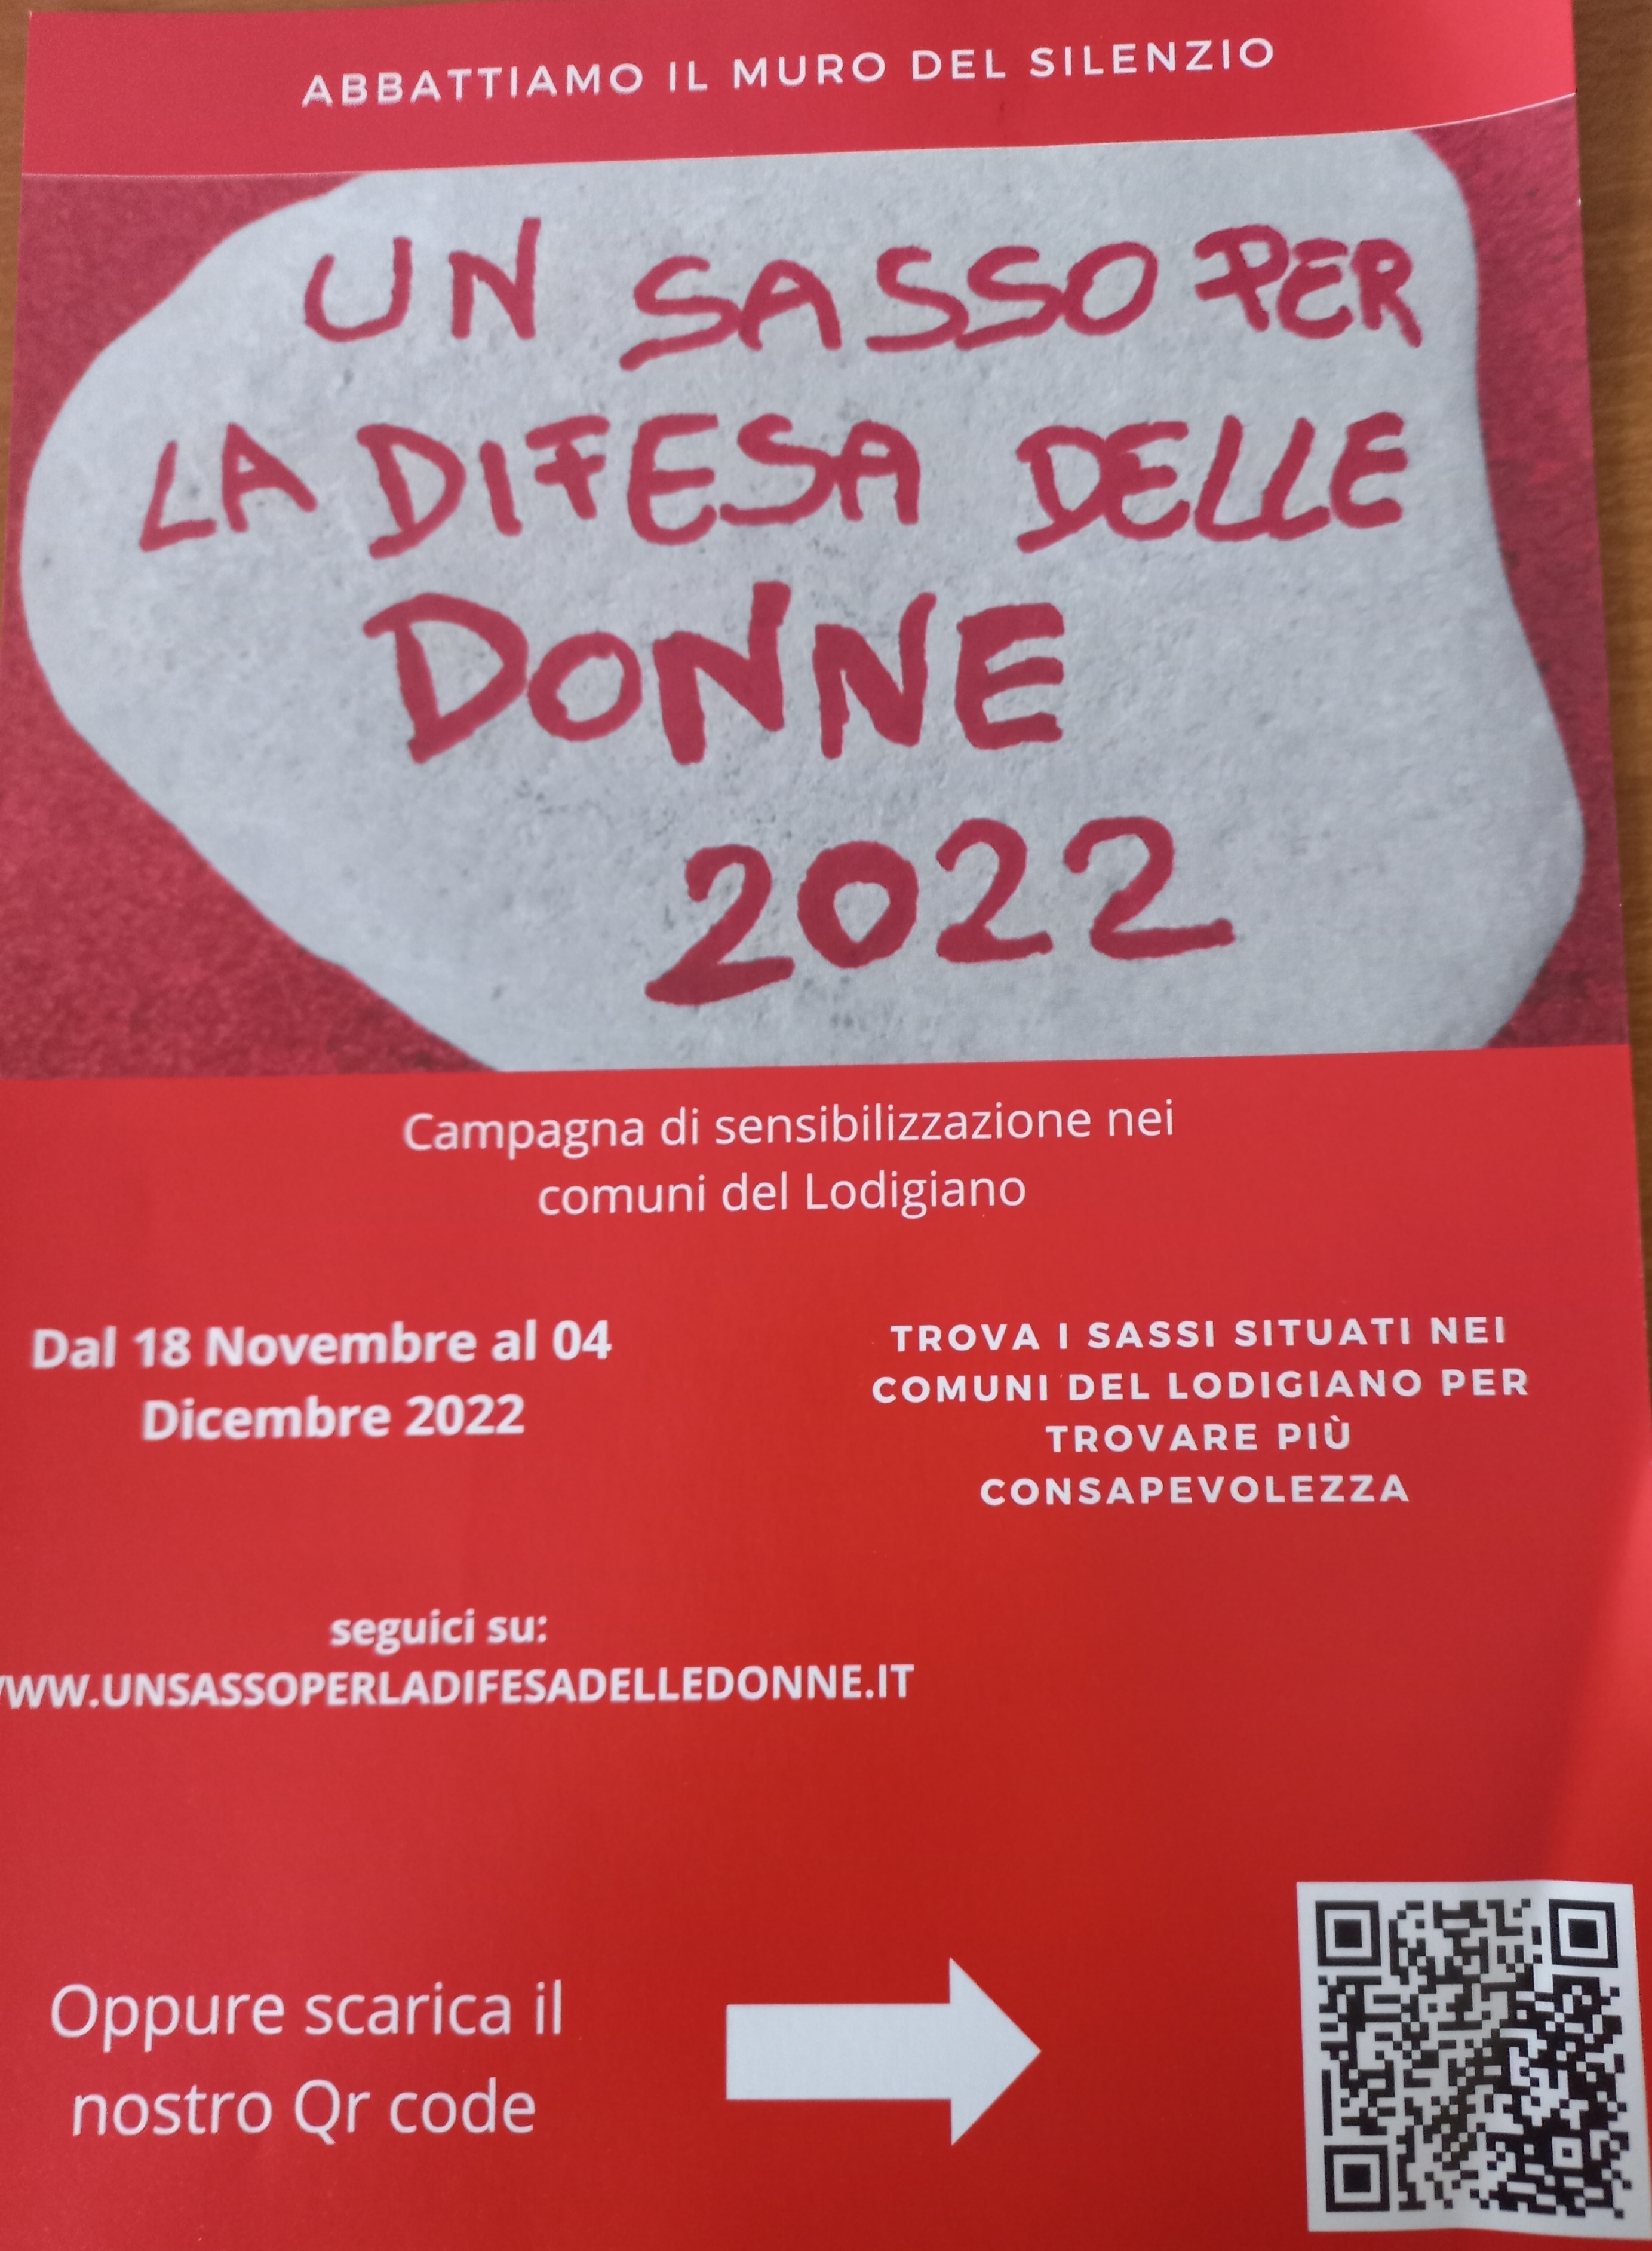 ABBATTIAMO IL MURO DEL SILENZIO
UN SASSO PER
LA DIFESA DELLE
DONNE
2022
Campagna di sensibilizzazione nei
comuni del Lodigiano
Dal 18 Novembre al 04
Dicembre 2022
TROVA I SASSI SITUATI NEI
COMUNI DEL LODIGIANO PER
TROVARE PIÙ
CONSAPEVOLEZZA
seguici su:
WWW.UNSASSOPERLADIFESADELLEDONNE.IT
Oppure scarica il
nostro Qr code